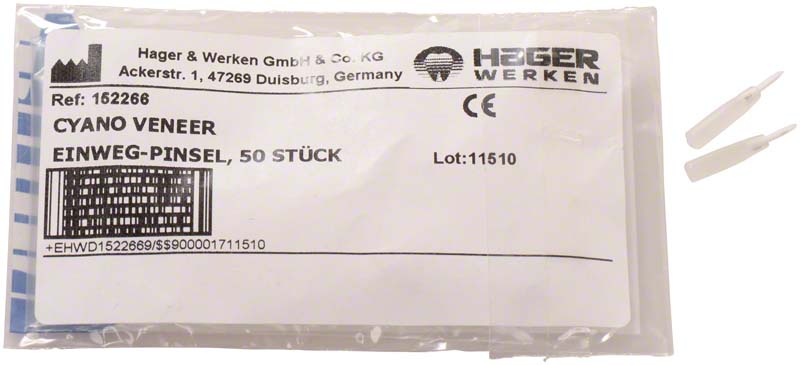 Hager & Werken GmbH & Co. KG
Ackerstr. 1, 47269 Duisburg, Germany
HAGER
WERKEN
Ref: 152266
CE
CYANO VENEER
EINWEG-PINSEL, 50 STÜCK
Lot:11510
+EHWD1522669/$$900001711510